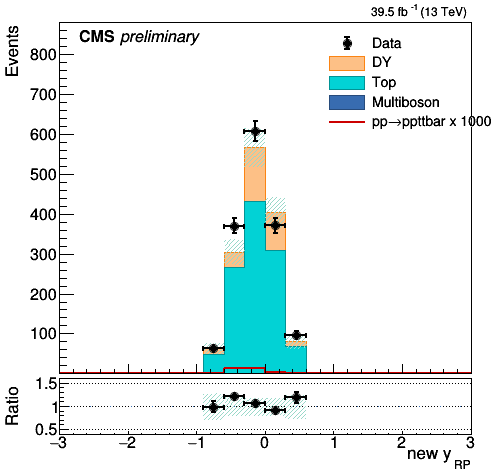 39.5 fb⁻¹ (13 TeV)
CMS preliminary
Events
800
700
600
500
400
300
200
100
Data
DY
Top
Multiboson
pp→ppttbar x 1000
Ratio
1.5
1
0.5
−3 −2 −1 0 1 2 3
new y_RP